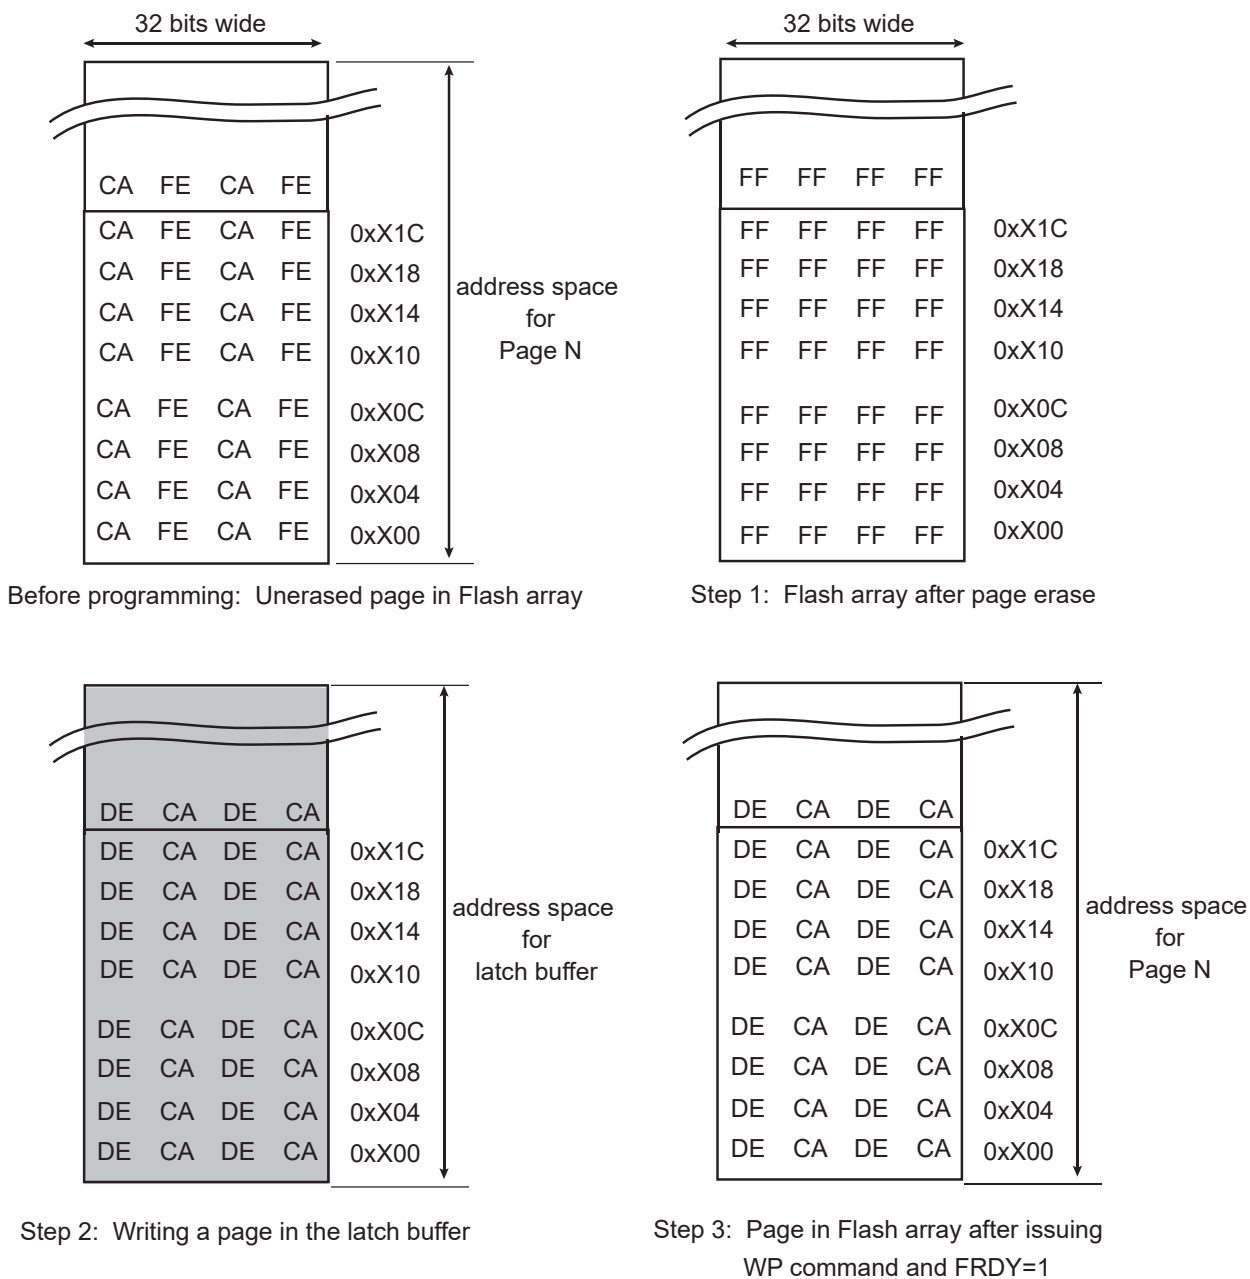 32 bits wide
CA FE CA FE
CA FE CA FE 0xX1C
CA FE CA FE 0xX18
CA FE CA FE 0xX14
CA FE CA FE 0xX10
CA FE CA FE 0xX0C
CA FE CA FE 0xX08
CA FE CA FE 0xX04
CA FE CA FE 0xX00
address space
for
Page N
Before programming: Unerased page in Flash array
32 bits wide
FF FF FF FF
FF FF FF FF 0xX1C
FF FF FF FF 0xX18
FF FF FF FF 0xX14
FF FF FF FF 0xX10
FF FF FF FF 0xX0C
FF FF FF FF 0xX08
FF FF FF FF 0xX04
FF FF FF FF 0xX00
Step 1: Flash array after page erase
DE CA DE CA
DE CA DE CA 0xX1C
DE CA DE CA 0xX18
DE CA DE CA 0xX14
DE CA DE CA 0xX10
DE CA DE CA 0xX0C
DE CA DE CA 0xX08
DE CA DE CA 0xX04
DE CA DE CA 0xX00
address space
for
latch buffer
Step 2: Writing a page in the latch buffer
DE CA DE CA
DE CA DE CA 0xX1C
DE CA DE CA 0xX18
DE CA DE CA 0xX14
DE CA DE CA 0xX10
DE CA DE CA 0xX0C
DE CA DE CA 0xX08
DE CA DE CA 0xX04
DE CA DE CA 0xX00
address space
for
Page N
Step 3: Page in Flash array after issuing
WP command and FRDY=1